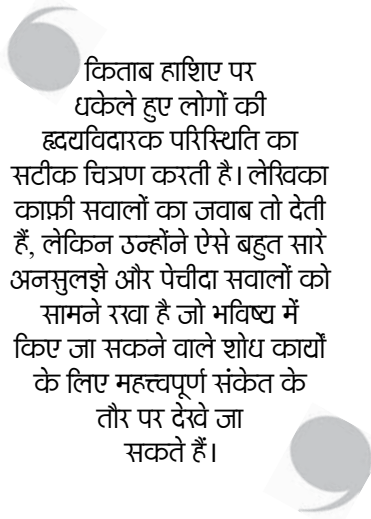 किताब हाशिए पर
धकेले हुए लोगों की
हृदयविदारक परिस्थिति का
सटीक चित्रण करती है। लेखिका
काफ़ी सवालों का जवाब तो देती
हैं, लेकिन उन्होंने ऐसे बहुत सारे
अनसुलझे और पेचीदा सवालों को
सामने रखा है जो भविष्य में
किए जा सकने वाले शोध कार्यों
के लिए महत्त्वपूर्ण संकेत के
तौर पर देखे जा
सकते हैं।